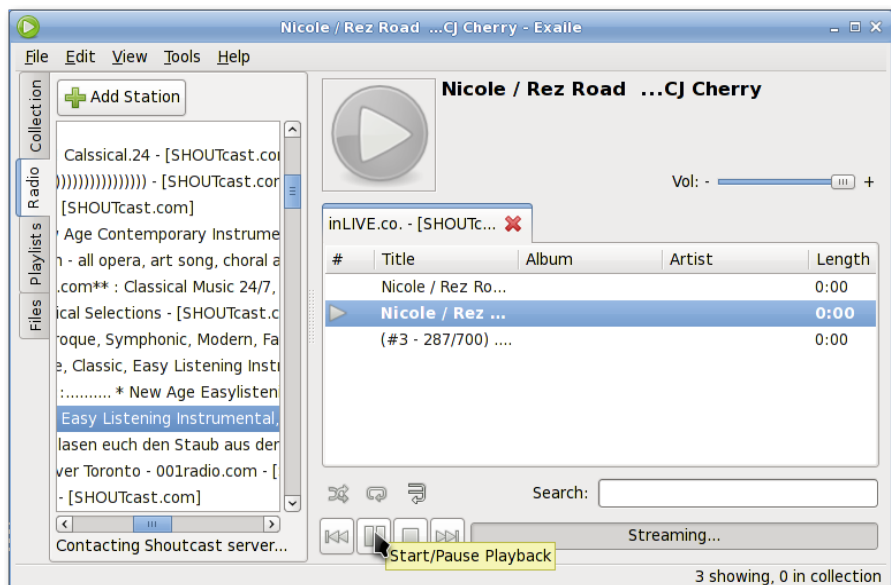 Nicole / Rez Road ...CJ Cherry - Exaile
File Edit View Tools Help
Collection
Radio
Playlists
Files
Add Station
Calssical.24 - [SHOUTcast.com
)))))))))))))))) - [SHOUTcast.com
[SHOUTcast.com]
Age Contemporary Instrume
- all opera, art song, choral a
.com** : Classical Music 24/7,
ical Selections - [SHOUTcast.c
roque, Symphonic, Modern, Fa
e, Classic, Easy Listening Inst
:.......... * New Age Easylisten
Easy Listening Instrumental,
lasen euch den Staub aus der
ver Toronto - 001radio.com - [
- [SHOUTcast.com]
Contacting Shoutcast server...
Nicole / Rez Road ...CJ Cherry
Vol: - +
inLIVE.co. - [SHOUTc...
# Title Album Artist Length
Nicole / Rez Ro... 0:00
Nicole / Rez ... 0:00
(#3 - 287/700) .... 0:00
Search:
Streaming...
Start/Pause Playback
3 showing, 0 in collection